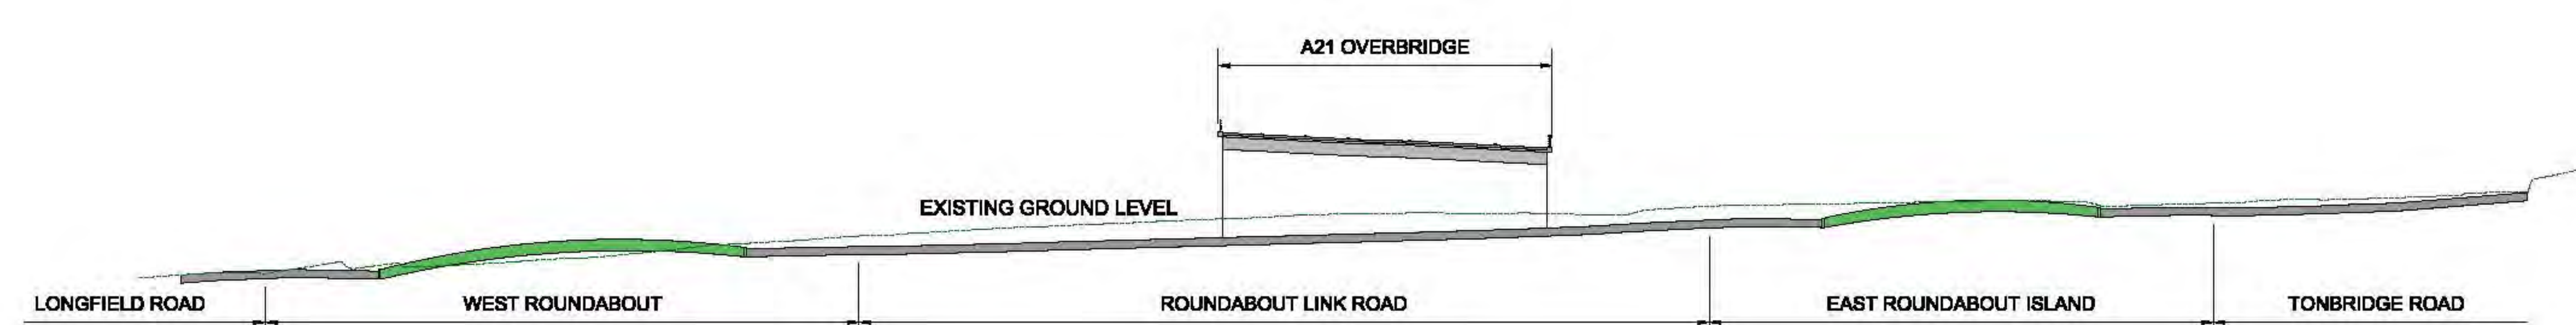 A21 OVERBRIDGE
EXISTING GROUND LEVEL
LONGFIELD ROAD
WEST ROUNDABOUT
ROUNDABOUT LINK ROAD
EAST ROUNDABOUT ISLAND
TONBRIDGE ROAD